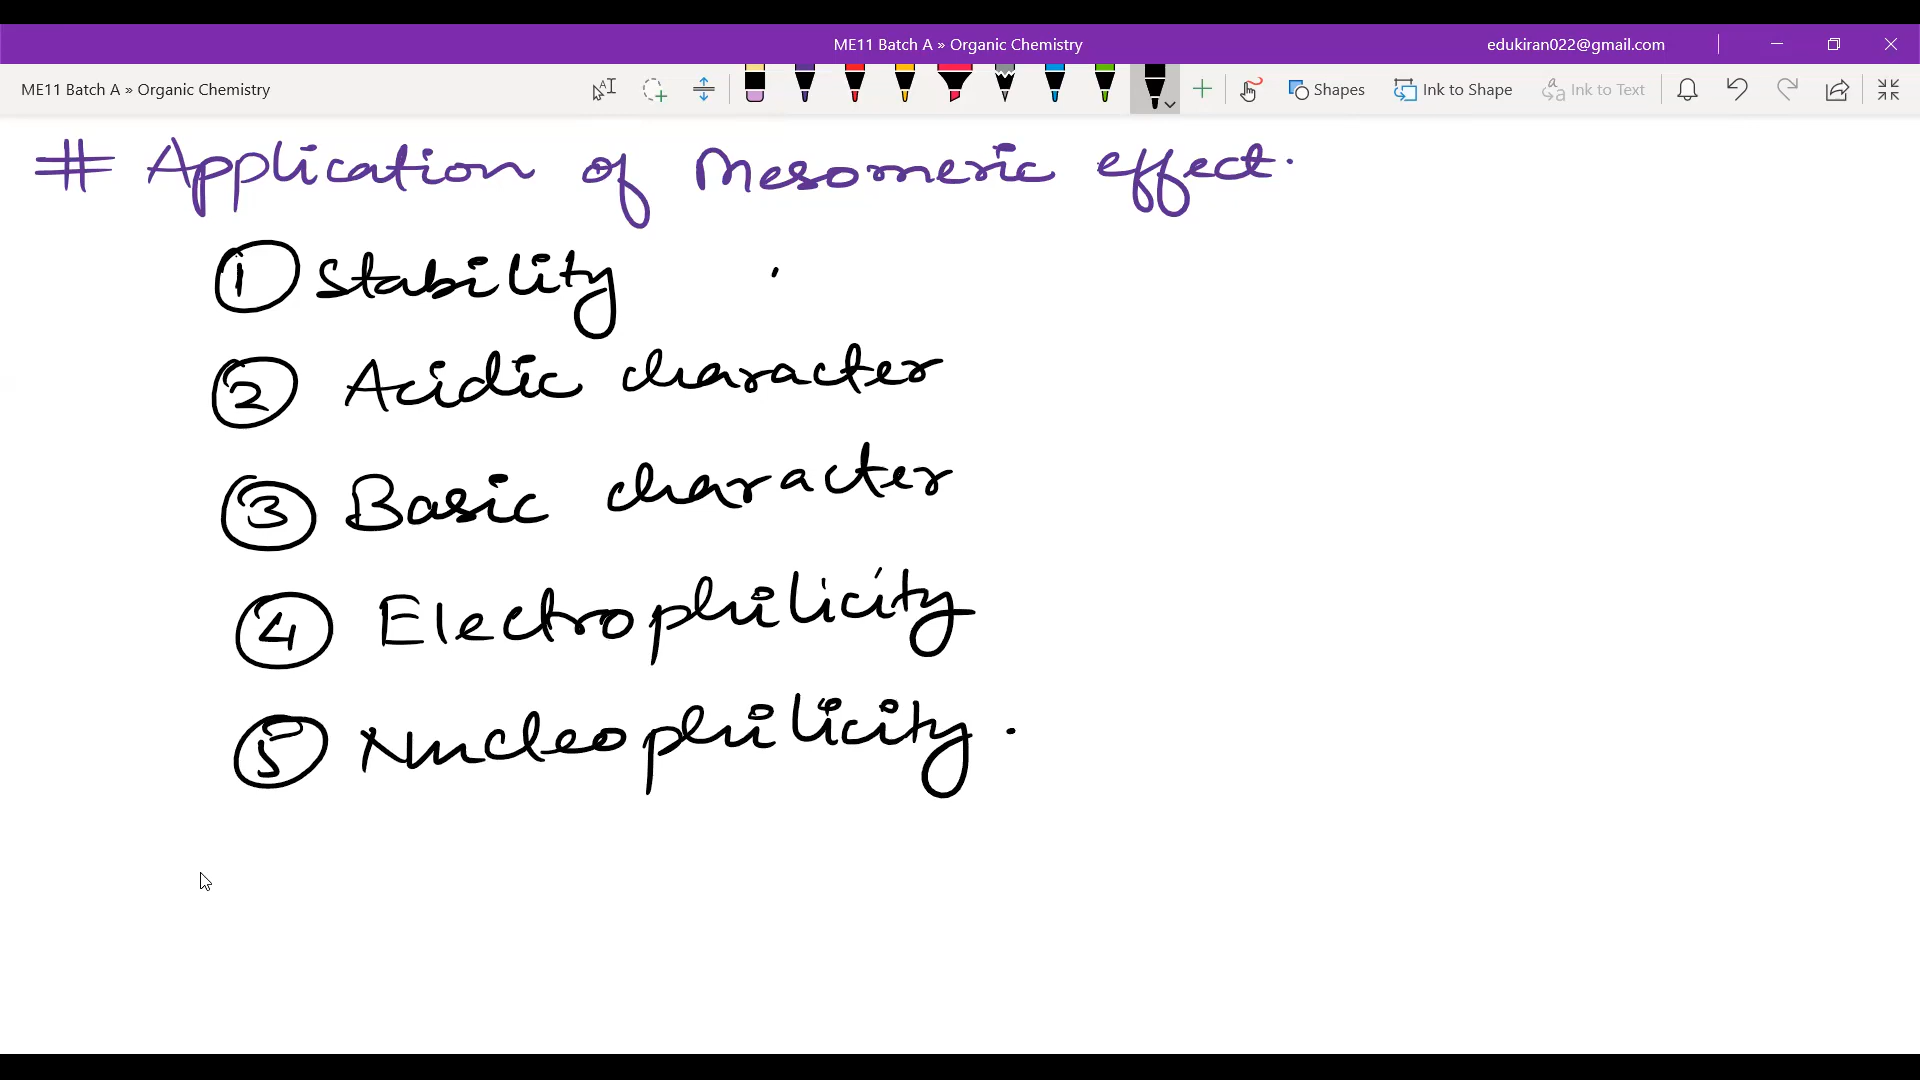 ME11 Batch A » Organic Chemistry
edukiran022@gmail.com
ME11 Batch A » Organic Chemistry
Shapes
Ink to Shape
Ink to Text
# Application of Mesomeric effect.
① Stability
② Acidic character
③ Basic character
④ Electrophilicity
⑤ Nucleophilicity.